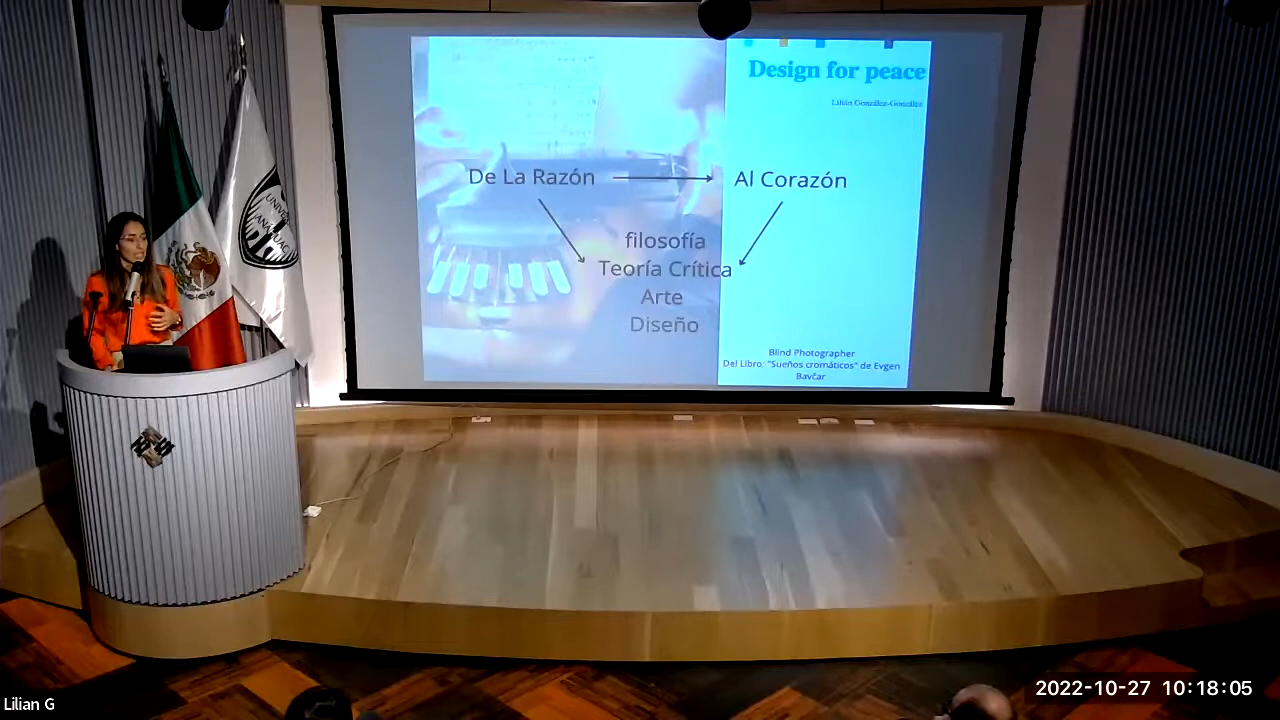 Design for peace
Lilián González-González
De La Razón
Al Corazón
filosofía
Teoría Crítica
Arte
Diseño
Blind Photographer
Del Libro: "Sueños cromáticos" de Evgen
Bavčar
2022-10-27 10:18:05
Lilian G